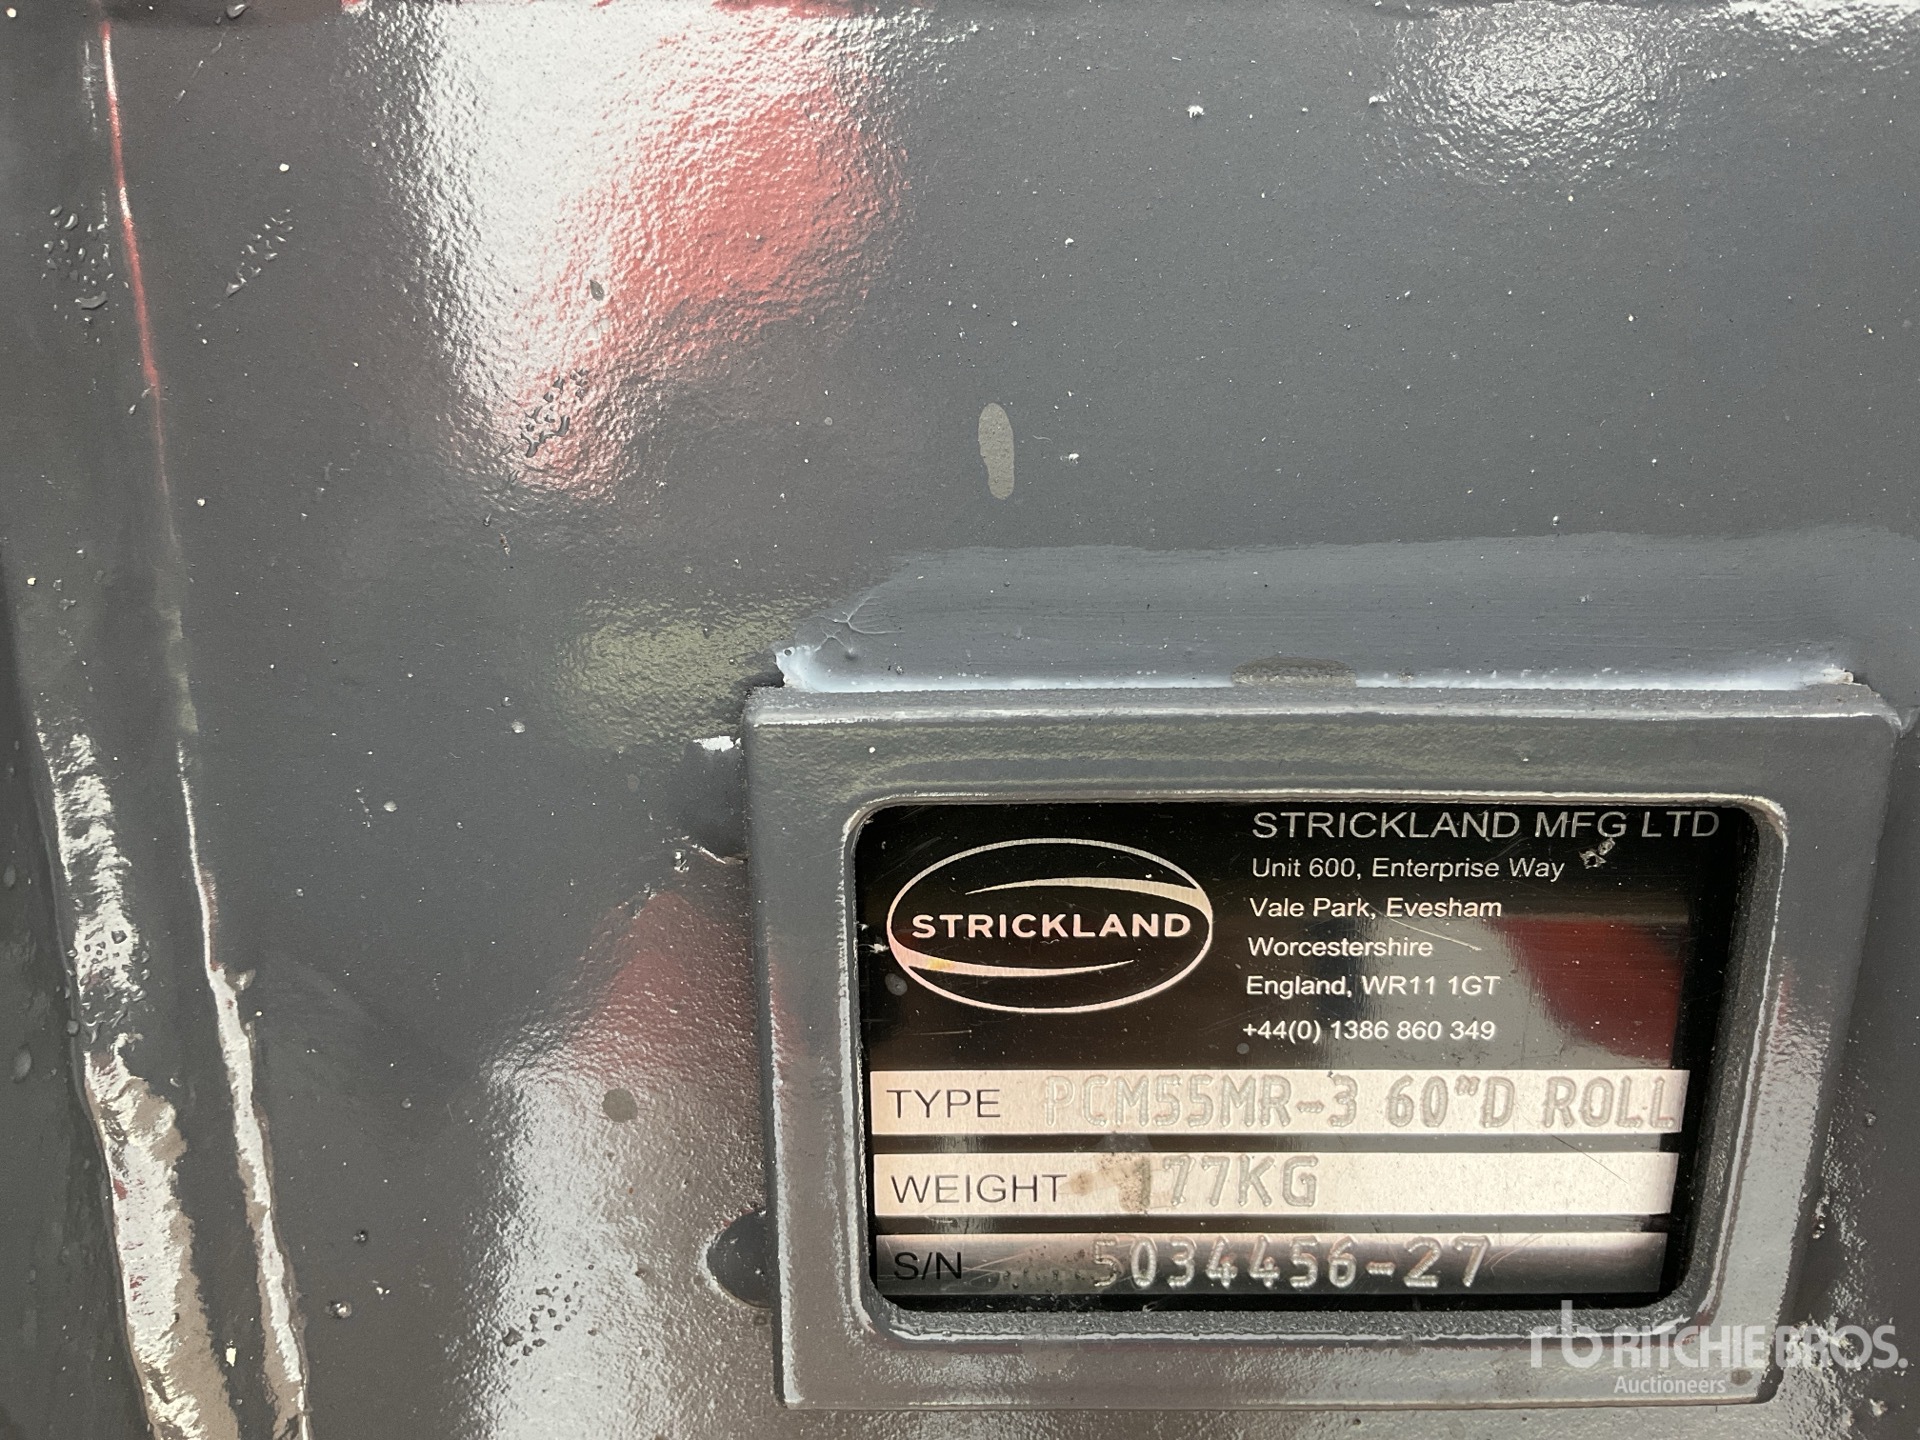 STRICKLAND
STRICKLAND MFG LTD
Unit 600, Enterprise Way
Vale Park, Evesham
Worcestershire
England, WR11 1GT
+44(0) 1386 860 349
TYPE PCM55MR-3 60"D ROLL
WEIGHT 177KG
S/N 5034456-27
rb RITCHIE BROS.
Auctioneers